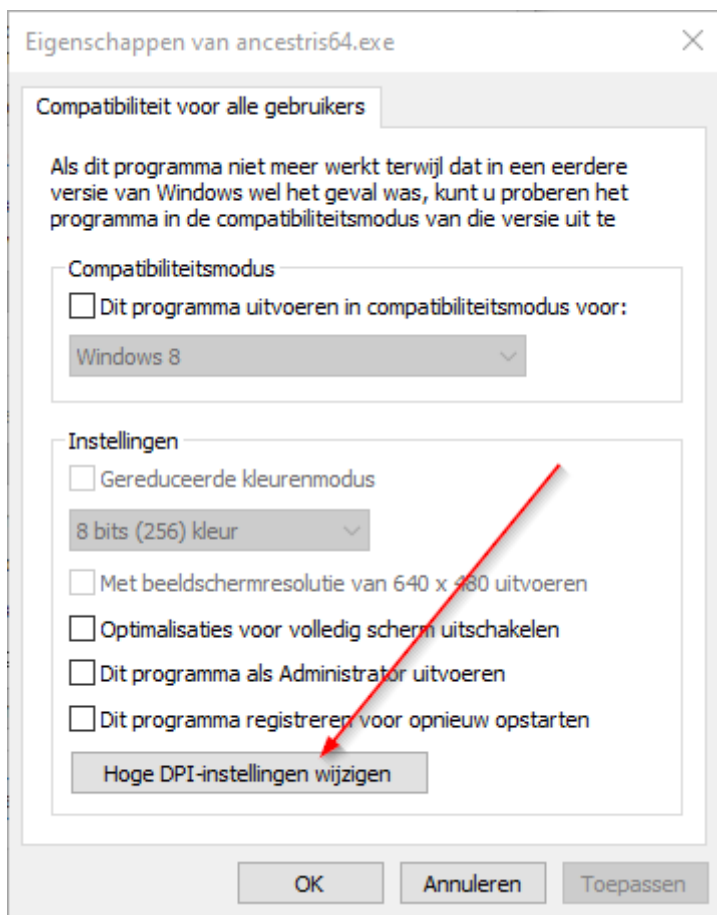 Eigenschappen van ancestris64.exe
Compatibiliteit voor alle gebruikers
Als dit programma niet meer werkt terwijl dat in een eerdere
versie van Windows wel het geval was, kunt u proberen het
programma in de compatibiliteitsmodus van die versie uit te
Compatibiliteitsmodus
Dit programma uitvoeren in compatibiliteitsmodus voor:
Windows 8
Instellingen
Gereduceerde kleurenmodus
8 bits (256) kleur
Met beeldschermresolutie van 640 x 480 uitvoeren
Optimalisaties voor volledig scherm uitschakelen
Dit programma als Administrator uitvoeren
Dit programma registreren voor opnieuw opstarten
Hoge DPI-instellingen wijzigen
OK Annuleren Toepassen